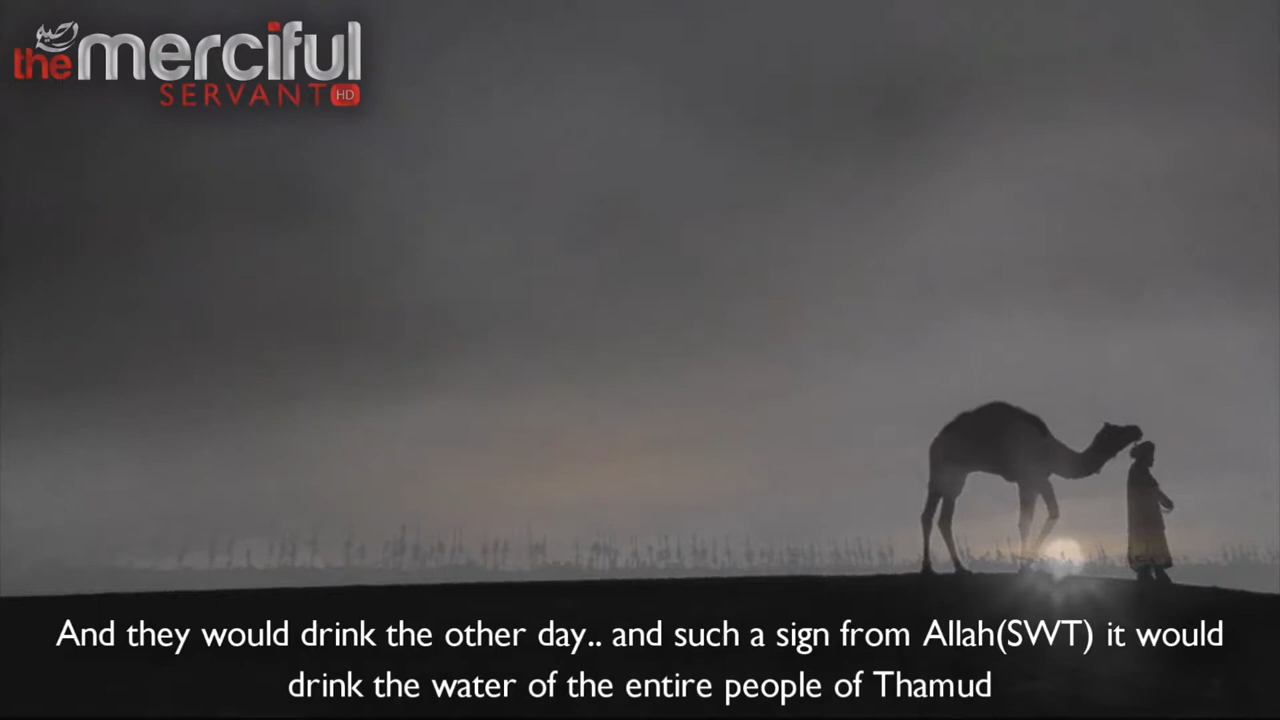 the merciful
SERVANT HD
And they would drink the other day.. and such a sign from Allah(SWT) it would
drink the water of the entire people of Thamud